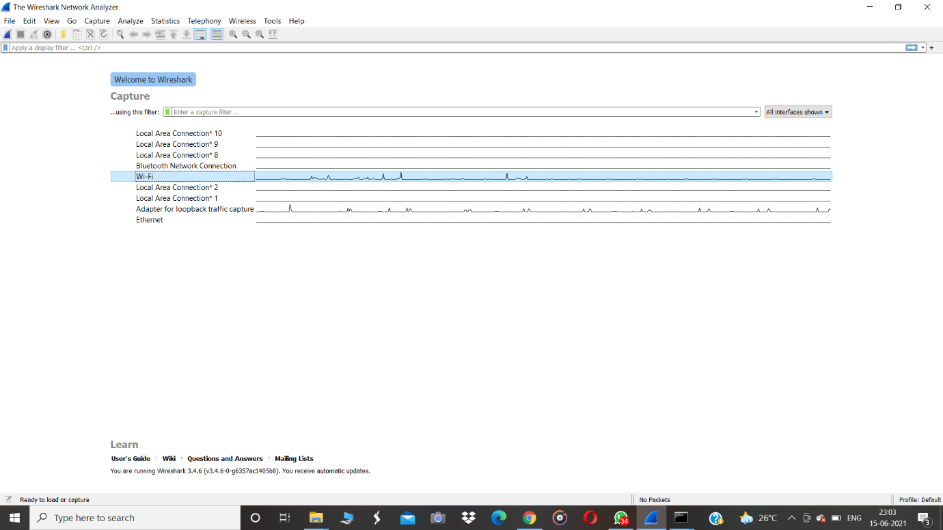 The Wireshark Network Analyzer
File Edit View Go Capture Analyze Statistics Telephony Wireless Tools Help
Apply a display filter ... <Ctrl-/>
Welcome to Wireshark
Capture
...using this filter: Enter a capture filter ... All interfaces shown
Local Area Connection* 10
Local Area Connection* 9
Local Area Connection* 8
Bluetooth Network Connection
Wi-Fi
Local Area Connection* 2
Local Area Connection* 1
Adapter for loopback traffic capture
Ethernet
Learn
User's Guide · Wiki · Questions and Answers · Mailing Lists
You are running Wireshark 3.4.6 (v3.4.6-0-g6357ac1405b8). You receive automatic updates.
Ready to load or capture No Packets Profile: Default
Type here to search 34 26°C ENG 23:03
15-06-2021 3